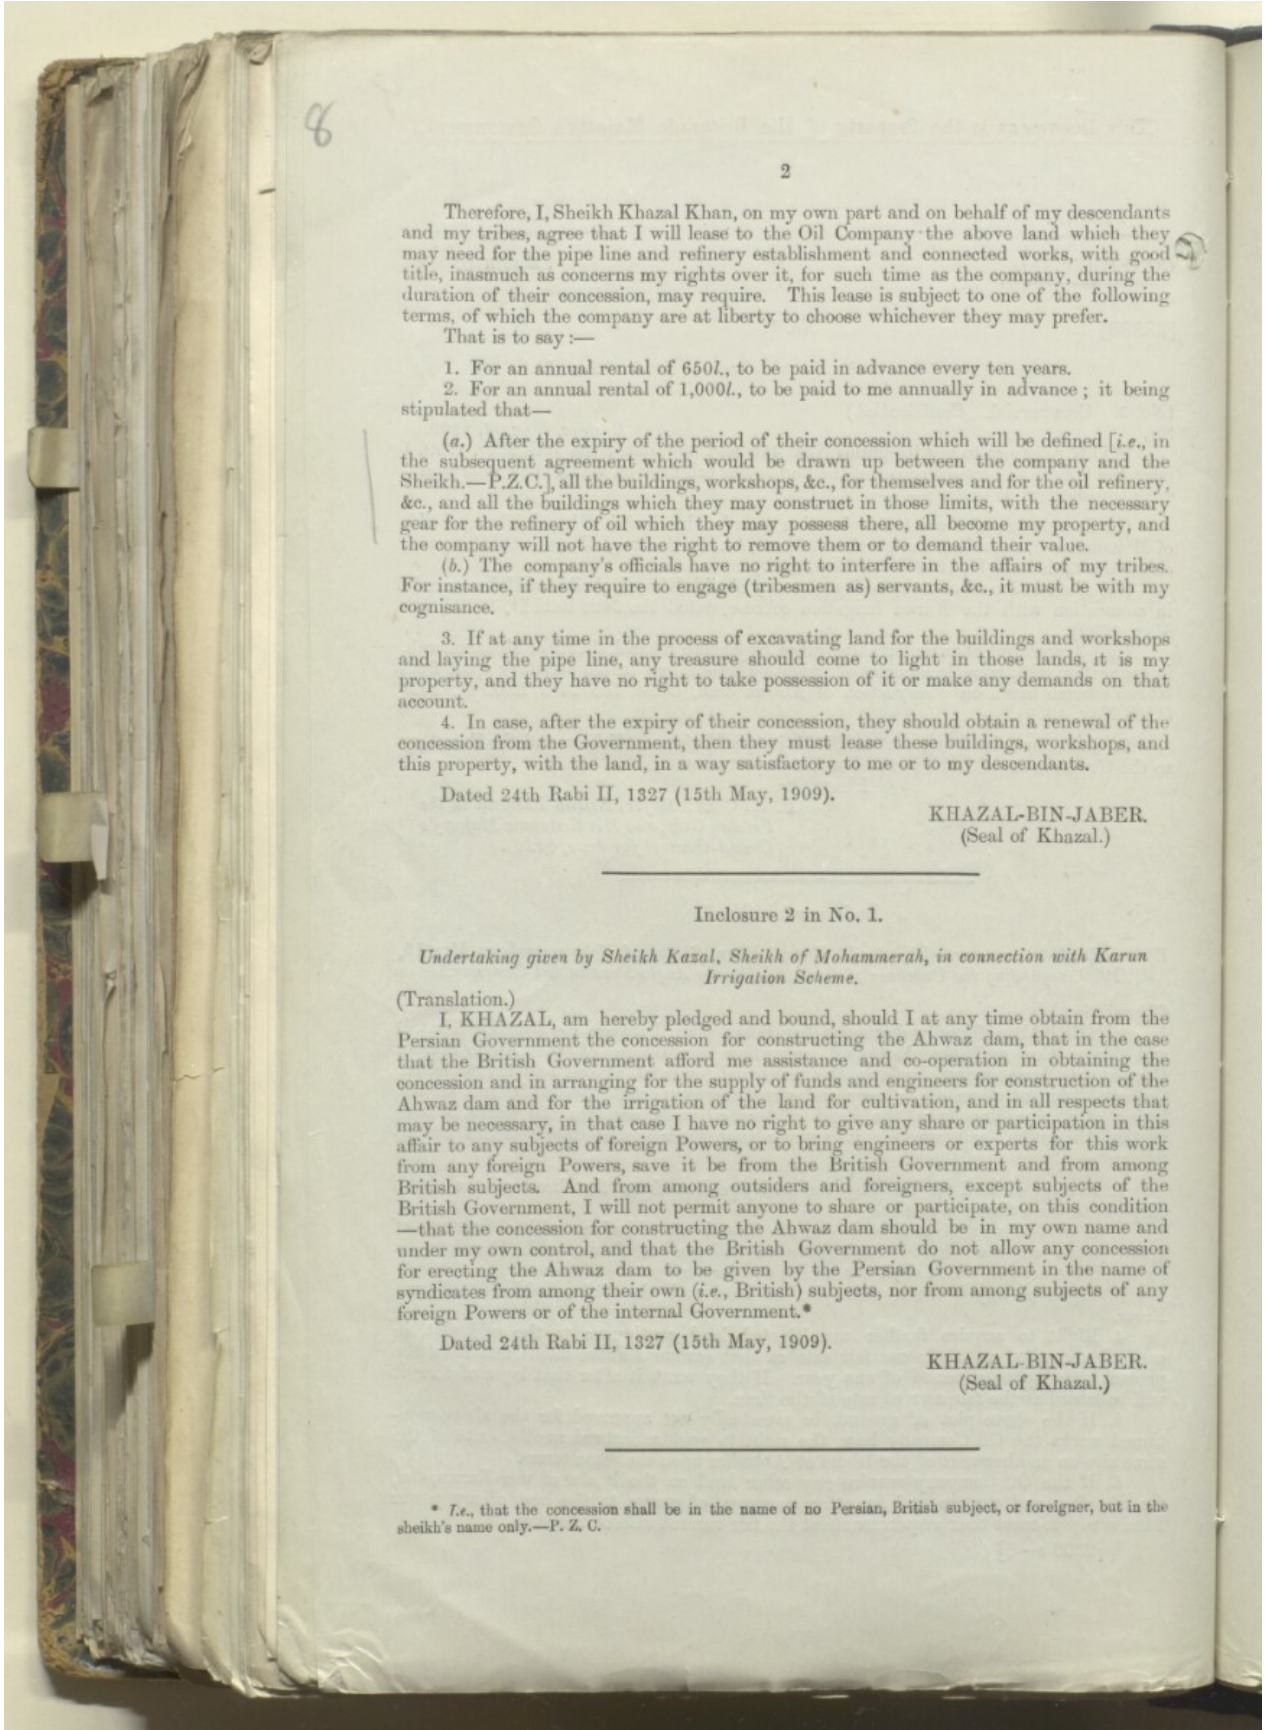 8
2
Therefore, I, Sheikh Khazal Khan, on my own part and on behalf of my descendants
and my tribes, agree that I will lease to the Oil Company the above land which they
may need for the pipe line and refinery establishment and connected works, with good
title, inasmuch as concerns my rights over it, for such time as the company, during the
duration of their concession, may require. This lease is subject to one of the following
terms, of which the company are at liberty to choose whichever they may prefer.
That is to say :—
1. For an annual rental of 650l., to be paid in advance every ten years.
2. For an annual rental of 1,000l., to be paid to me annually in advance ; it being
stipulated that—
(a.) After the expiry of the period of their concession which will be defined [i.e., in
the subsequent agreement which would be drawn up between the company and the
Sheikh.—P.Z.C.], all the buildings, workshops, &c., for themselves and for the oil refinery,
&c., and all the buildings which they may construct in those limits, with the necessary
gear for the refinery of oil which they may possess there, all become my property, and
the company will not have the right to remove them or to demand their value.
(b.) The company's officials have no right to interfere in the affairs of my tribes.
For instance, if they require to engage (tribesmen as) servants, &c., it must be with my
cognisance.
3. If at any time in the process of excavating land for the buildings and workshops
and laying the pipe line, any treasure should come to light in those lands, it is my
property, and they have no right to take possession of it or make any demands on that
account.
4. In case, after the expiry of their concession, they should obtain a renewal of the
concession from the Government, then they must lease these buildings, workshops, and
this property, with the land, in a way satisfactory to me or to my descendants.
Dated 24th Rabi II, 1327 (15th May, 1909).
KHAZAL-BIN-JABER.
(Seal of Khazal.)
Inclosure 2 in No. 1.
Undertaking given by Sheikh Kazal, Sheikh of Mohammerah, in connection with Karun
Irrigation Scheme.
(Translation.)
I, KHAZAL, am hereby pledged and bound, should I at any time obtain from the
Persian Government the concession for constructing the Ahwaz dam, that in the case
that the British Government afford me assistance and co-operation in obtaining the
concession and in arranging for the supply of funds and engineers for construction of the
Ahwaz dam and for the irrigation of the land for cultivation, and in all respects that
may be necessary, in that case I have no right to give any share or participation in this
affair to any subjects of foreign Powers, or to bring engineers or experts for this work
from any foreign Powers, save it be from the British Government and from among
British subjects. And from among outsiders and foreigners, except subjects of the
British Government, I will not permit anyone to share or participate, on this condition
—that the concession for constructing the Ahwaz dam should be in my own name and
under my own control, and that the British Government do not allow any concession
for erecting the Ahwaz dam to be given by the Persian Government in the name of
syndicates from among their own (i.e., British) subjects, nor from among subjects of any
foreign Powers or of the internal Government.*
Dated 24th Rabi II, 1327 (15th May, 1909).
KHAZAL-BIN-JABER.
(Seal of Khazal.)
* I.e., that the concession shall be in the name of no Persian, British subject, or foreigner, but in the
sheikh's name only.—P. Z. C.